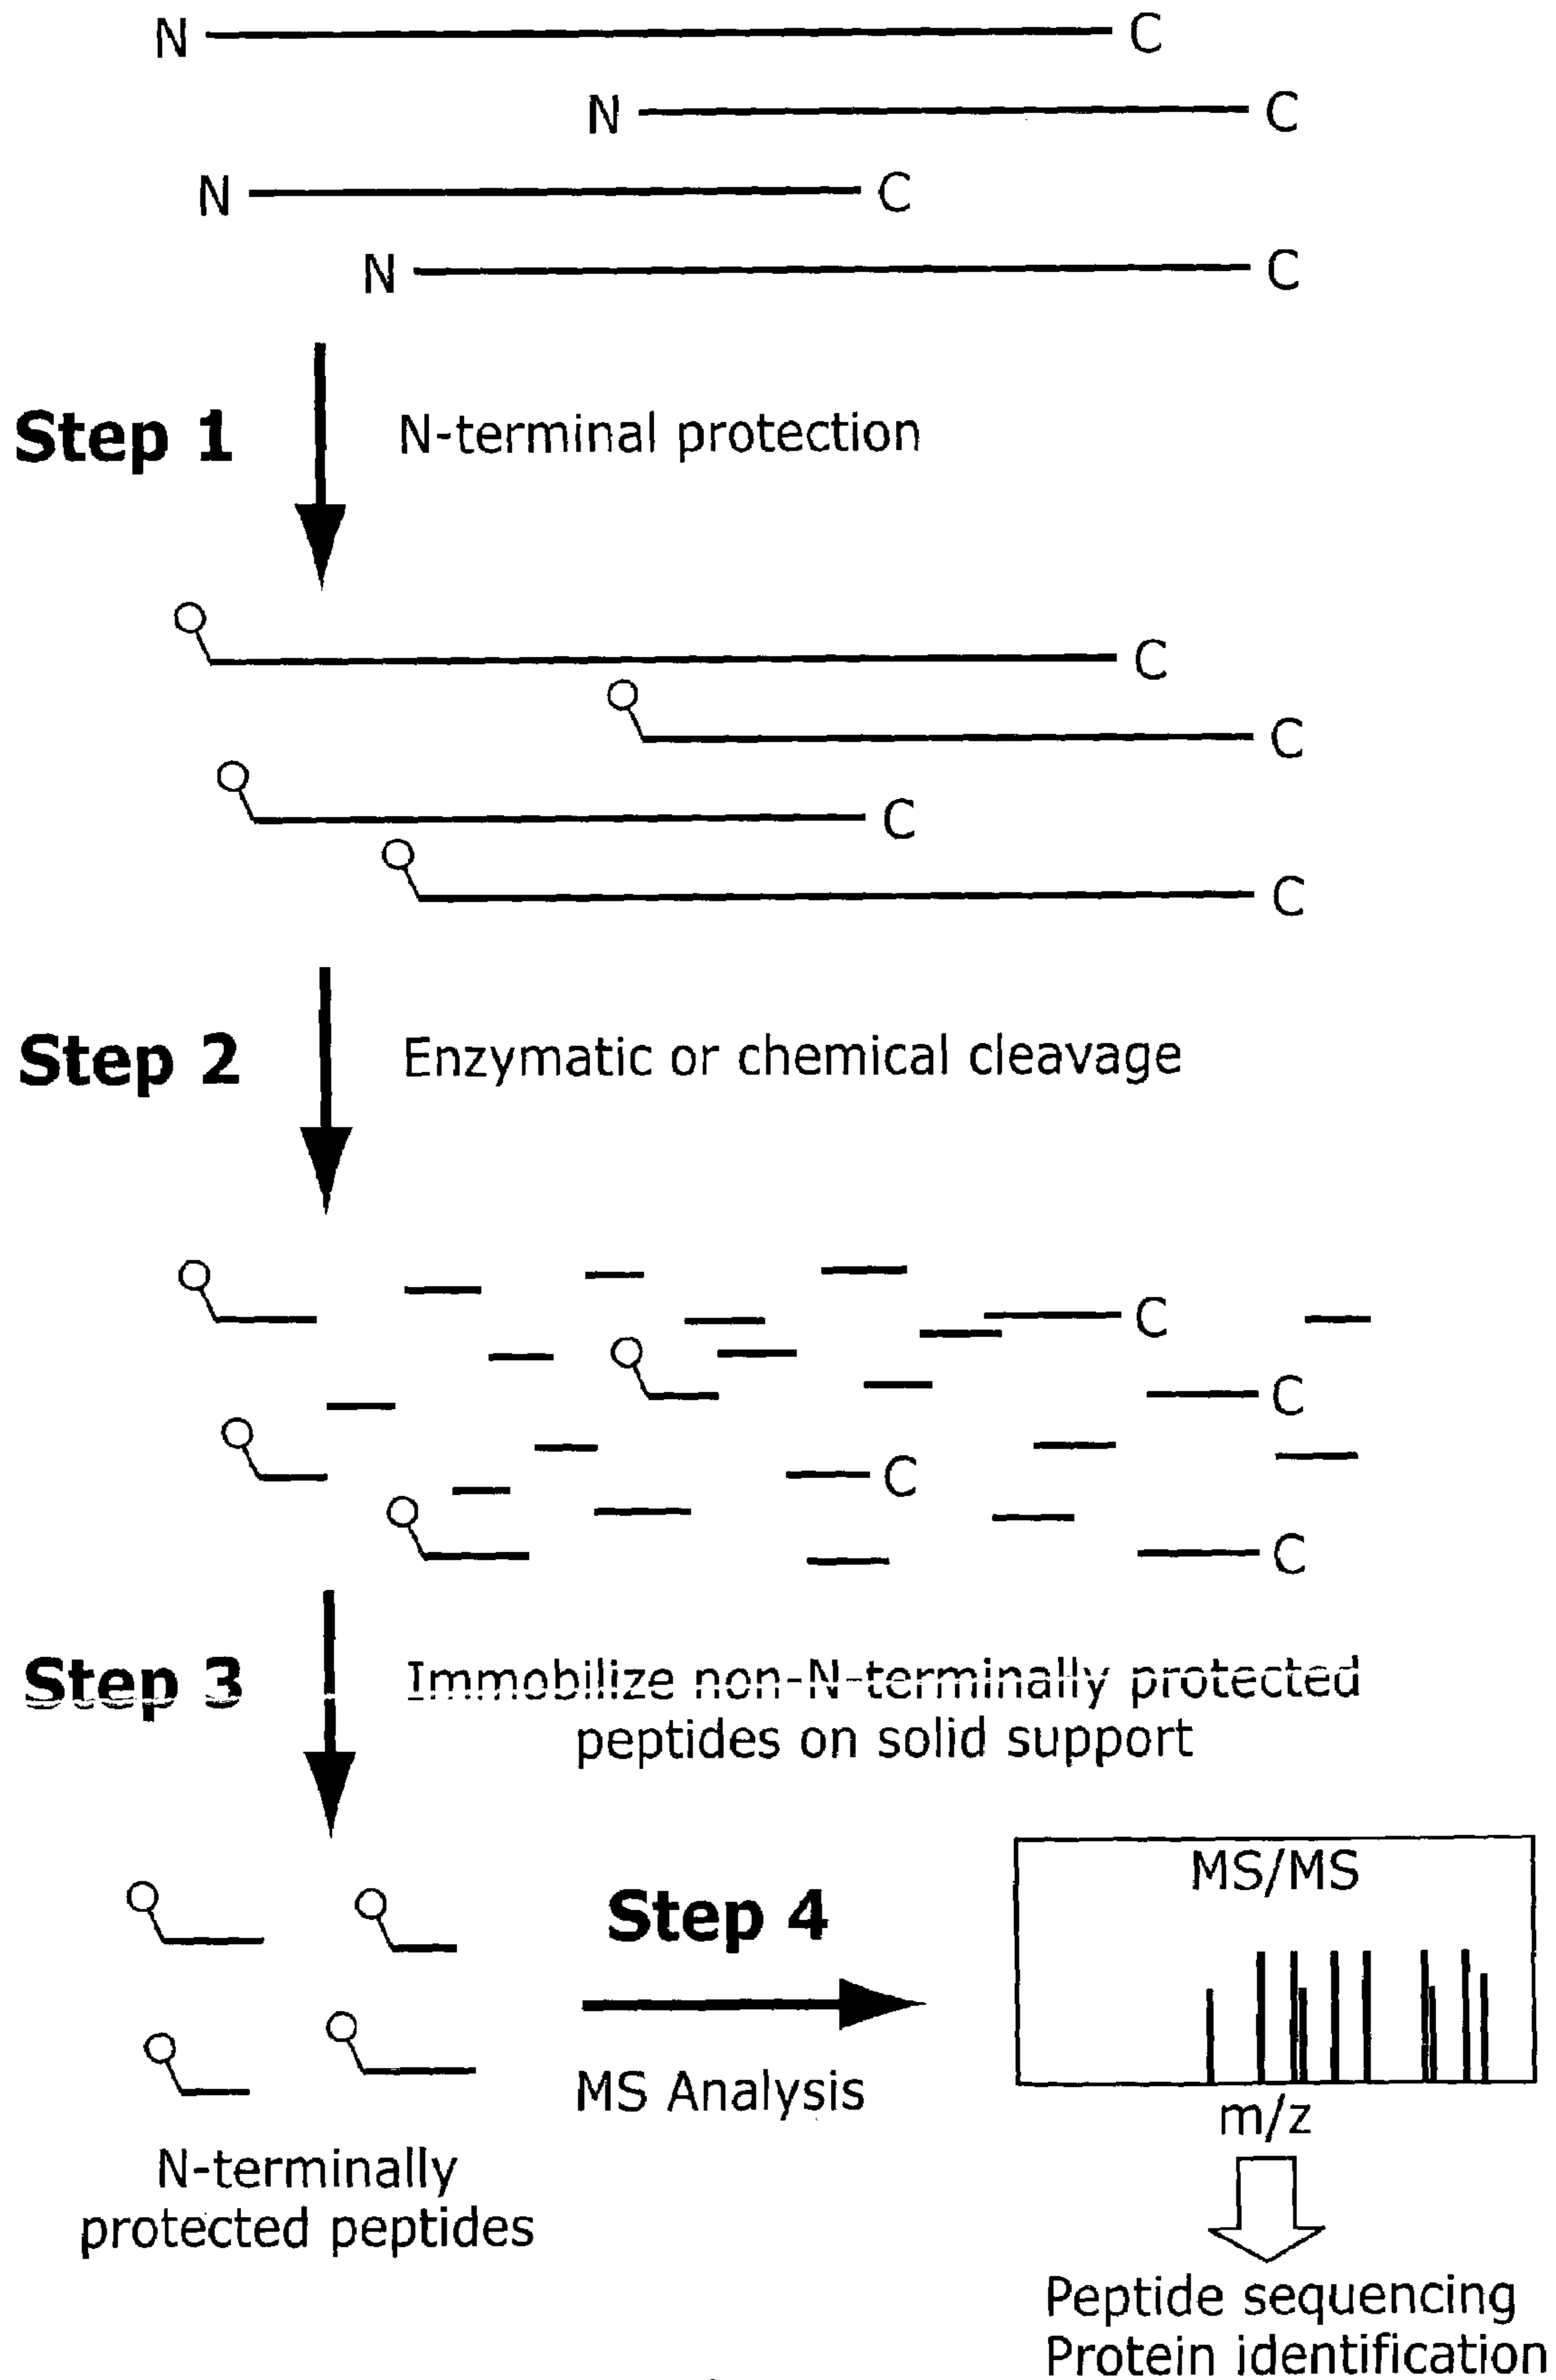 N C
N C
N C
N C
Step 1 N-terminal protection
C
C
C
C
Step 2 Enzymatic or chemical cleavage
C
C
C
C
Step 3 Immobilize non-N-terminally protected
peptides on solid support
MS/MS
Step 4
MS Analysis
m/z
N-terminally
protected peptides
Peptide sequencing
Protein identification